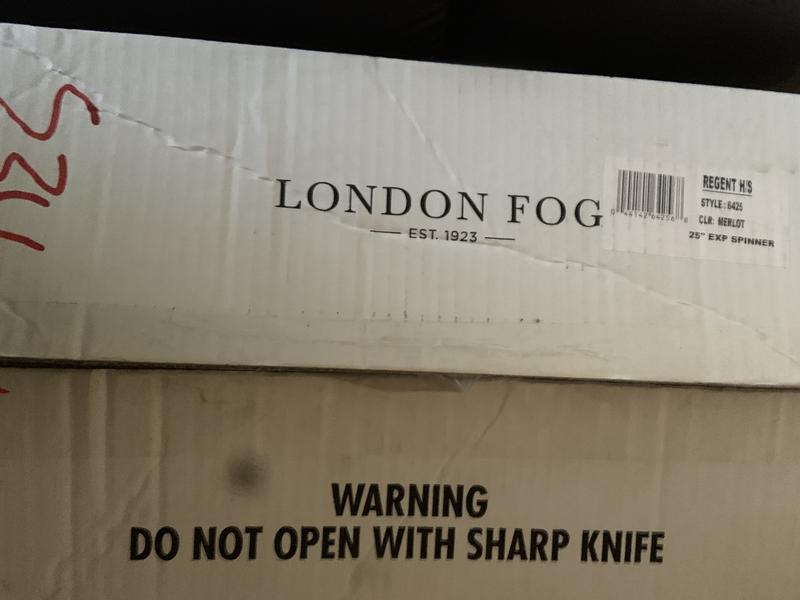 LONDON FOG
EST. 1923
REGENT H/S
STYLE: 6425
CLR: MERLOT
25" EXP SPINNER
WARNING
DO NOT OPEN WITH SHARP KNIFE